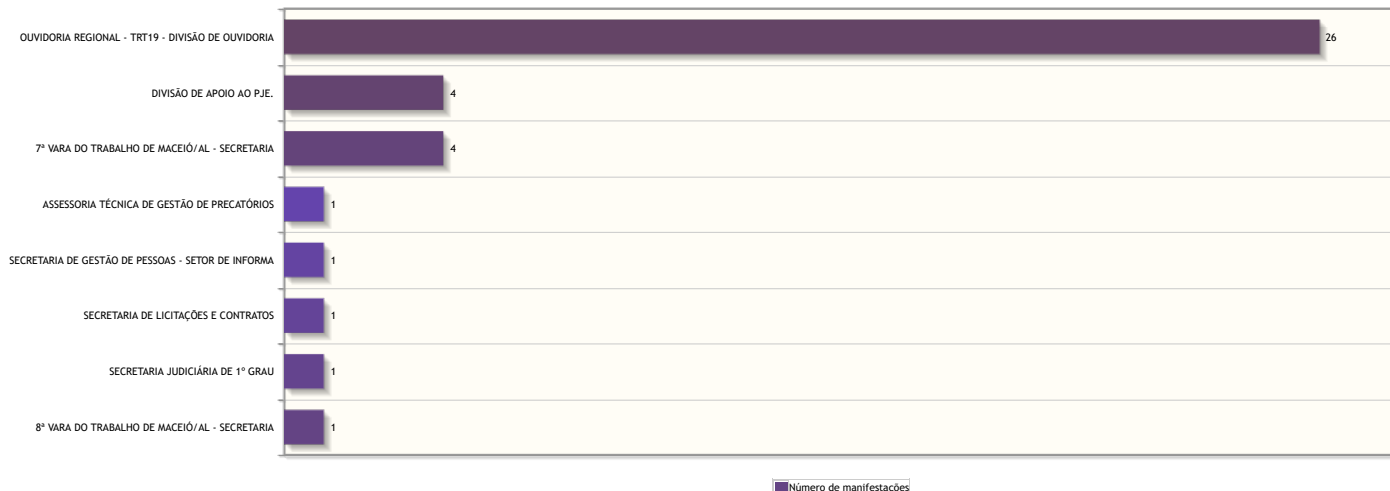 OUVIDORIA REGIONAL - TRT19 - DIVISÃO DE OUVIDORIA
26
DIVISÃO DE APOIO AO PJE.
4
7ª VARA DO TRABALHO DE MACEIÓ/AL - SECRETARIA
4
ASSESSORIA TÉCNICA DE GESTÃO DE PRECATÓRIOS
1
SECRETARIA DE GESTÃO DE PESSOAS - SETOR DE INFORMA
1
SECRETARIA DE LICITAÇÕES E CONTRATOS
1
SECRETARIA JUDICIÁRIA DE 1º GRAU
1
8ª VARA DO TRABALHO DE MACEIÓ/AL - SECRETARIA
1
Número de manifestações